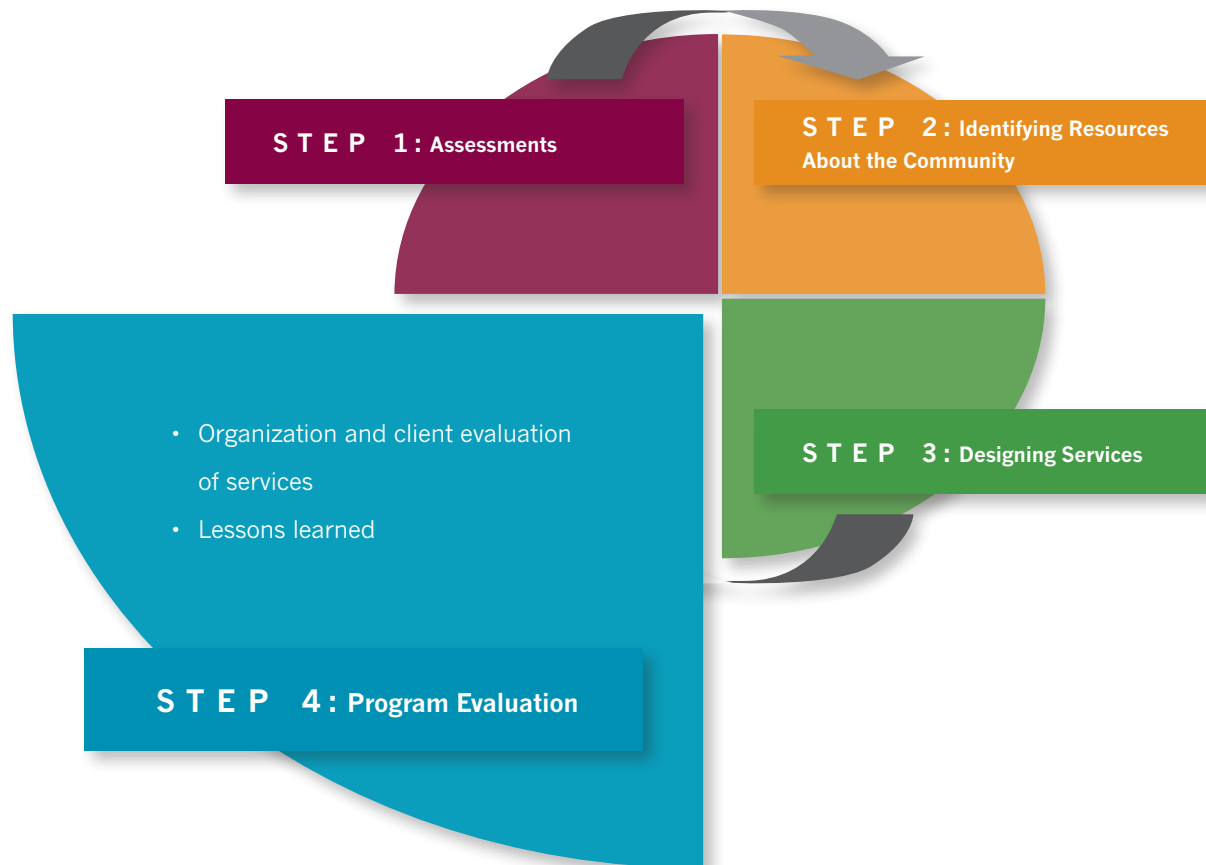 STEP 1: Assessments
STEP 2: Identifying Resources
About the Community
STEP 3: Designing Services
• Organization and client evaluation
of services
• Lessons learned
STEP 4: Program Evaluation